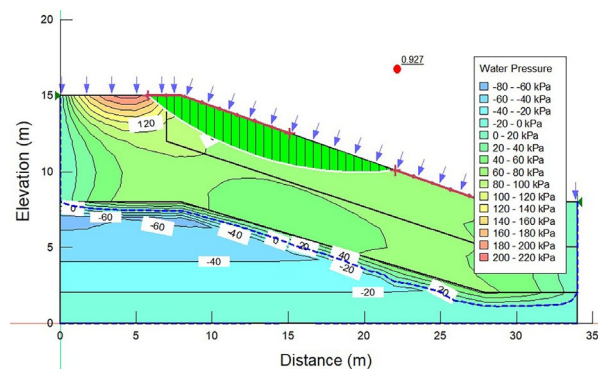 20
15
10
5
0
Elevation (m)
0
5
10
15
20
25
30
35
Distance (m)
0.927
120
0
-60
-60
-40
0
20
40
-20
20
-40
-20
Water Pressure
-80 - -60 kPa
-60 - -40 kPa
-40 - -20 kPa
-20 - 0 kPa
0 - 20 kPa
20 - 40 kPa
40 - 60 kPa
60 - 80 kPa
80 - 100 kPa
100 - 120 kPa
120 - 140 kPa
140 - 160 kPa
160 - 180 kPa
180 - 200 kPa
200 - 220 kPa